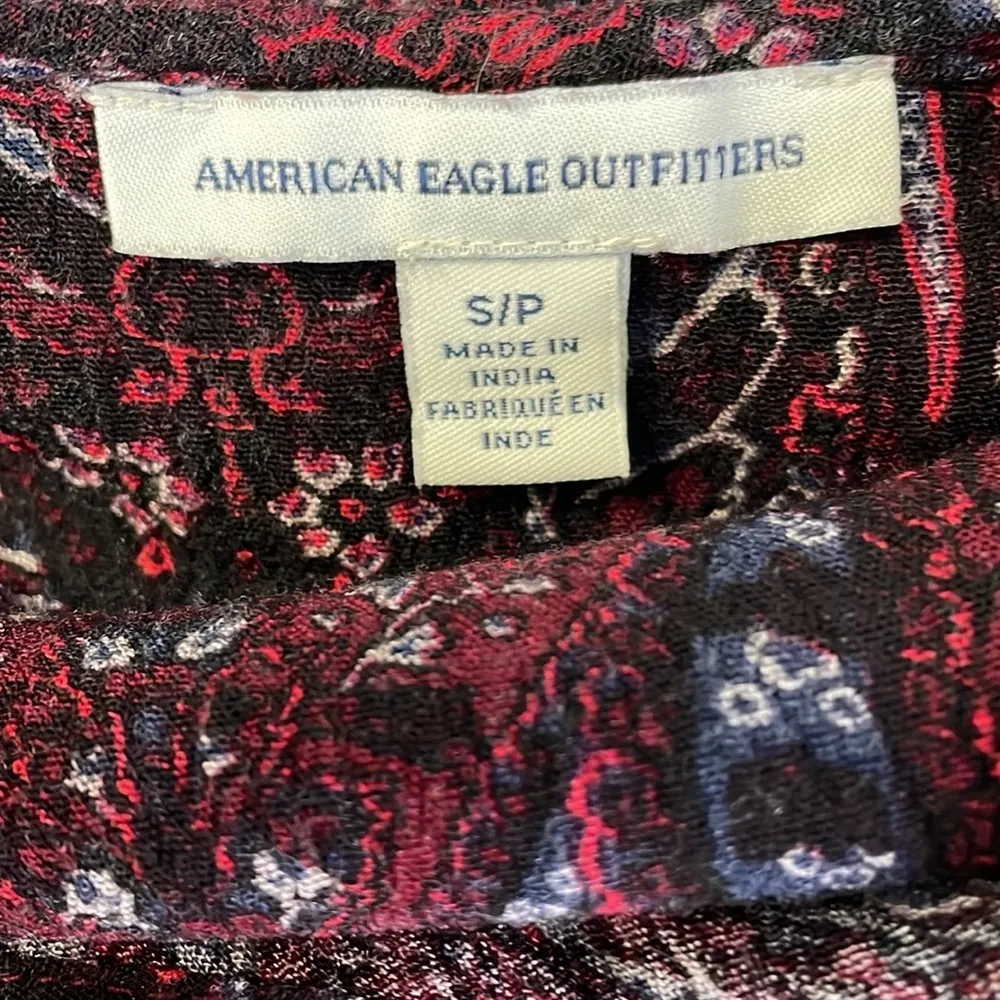 AMERICAN EAGLE OUTFITTERS
S/P
MADE IN
INDIA
FABRIQUÉ EN
INDE